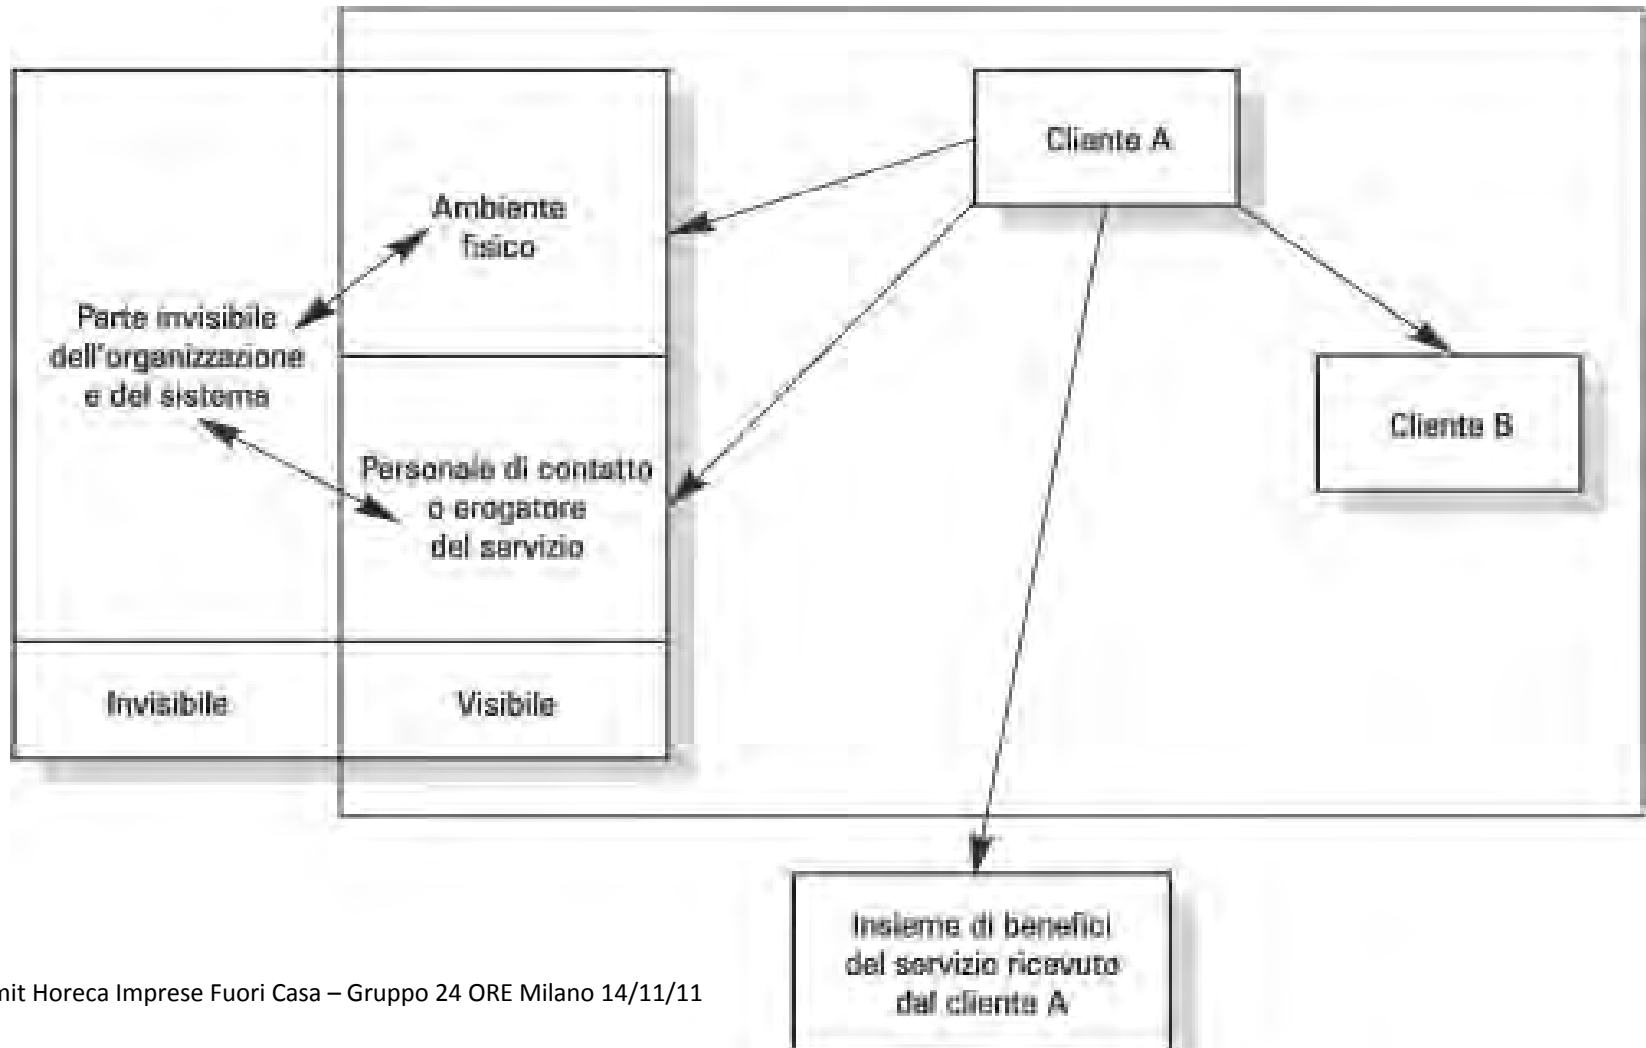 Cliente A
Ambiente
fisico
Parte invisibile
dell'organizzazione
e del sistema
Cliente B
Personale di contatto
o erogatore
del servizio
Invisibile
Visibile
Insieme di benefici
del servizio ricevuto
dal cliente A
mit Horeca Imprese Fuori Casa – Gruppo 24 ORE Milano 14/11/11